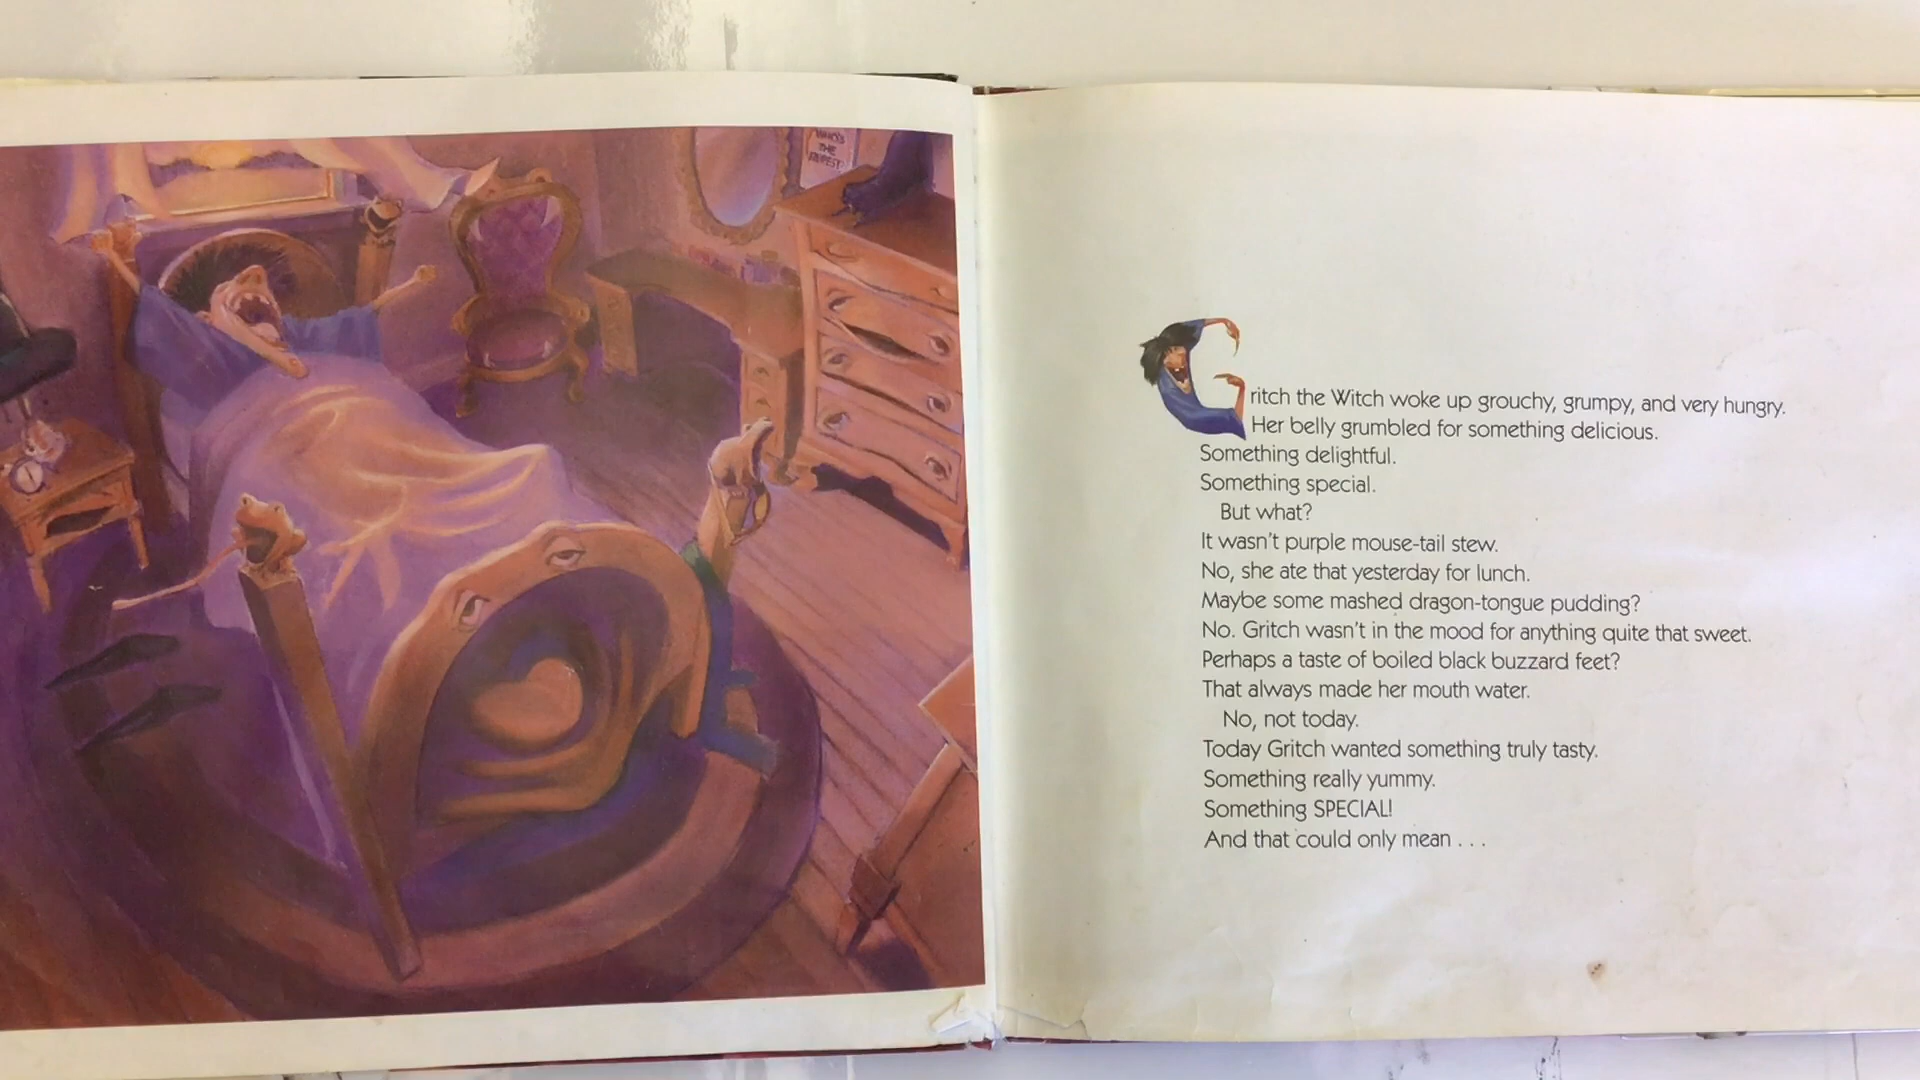 WHO'S
THE
Gritch the Witch woke up grouchy, grumpy, and very hungry.
Her belly grumbled for something delicious.
Something delightful.
Something special.
But what?
It wasn't purple mouse-tail stew.
No, she ate that yesterday for lunch.
Maybe some mashed dragon-tongue pudding?
No. Gritch wasn't in the mood for anything quite that sweet.
Perhaps a taste of boiled black buzzard feet?
That always made her mouth water.
No, not today.
Today Gritch wanted something truly tasty.
Something really yummy.
Something SPECIAL!
And that could only mean . . .